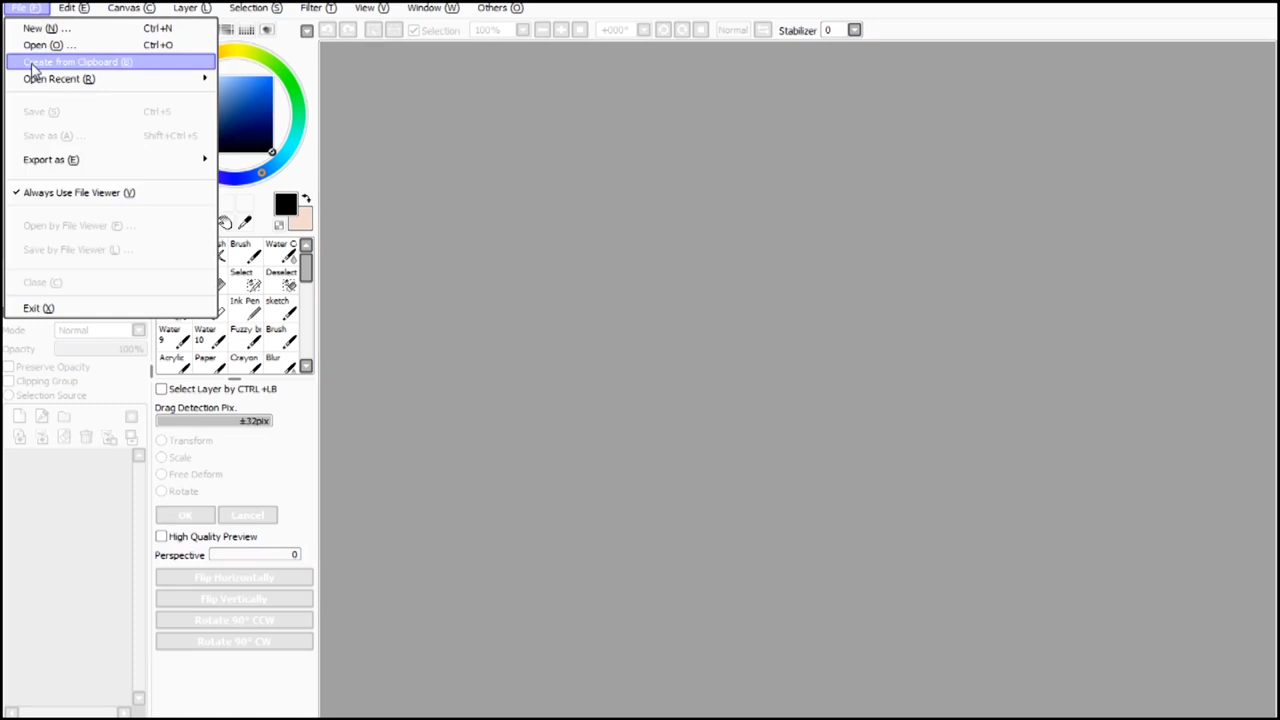 File (F) Edit (E) Canvas (C) Layer (L) Selection (S) Filter (T) View (V) Window (W) Others (O)
New (N) ... Ctrl+N
Open (O) ... Ctrl+O
Create from Clipboard (B)
Open Recent (R)
Save (S) Ctrl+S
Save as (A) ... Shift+Ctrl+S
Export as (E)
Always Use File Viewer (V)
Open by File Viewer (F) ...
Save by File Viewer (L) ...
Close (C)
Exit (X)
Selection 100% +000° Normal Stabilizer 0
Brush Water C
Select Deselect
Ink Pen sketch
Water 9 Water 10 Fuzzy b Brush
Acrylic Paper Crayon Blur
Mode Normal
Opacity 100%
Preserve Opacity
Clipping Group
Selection Source
Select Layer by CTRL +LB
Drag Detection Pix.
±32pix
Transform
Scale
Free Deform
Rotate
OK Cancel
High Quality Preview
Perspective 0
Flip Horizontally
Flip Vertically
Rotate 90° CCW
Rotate 90° CW